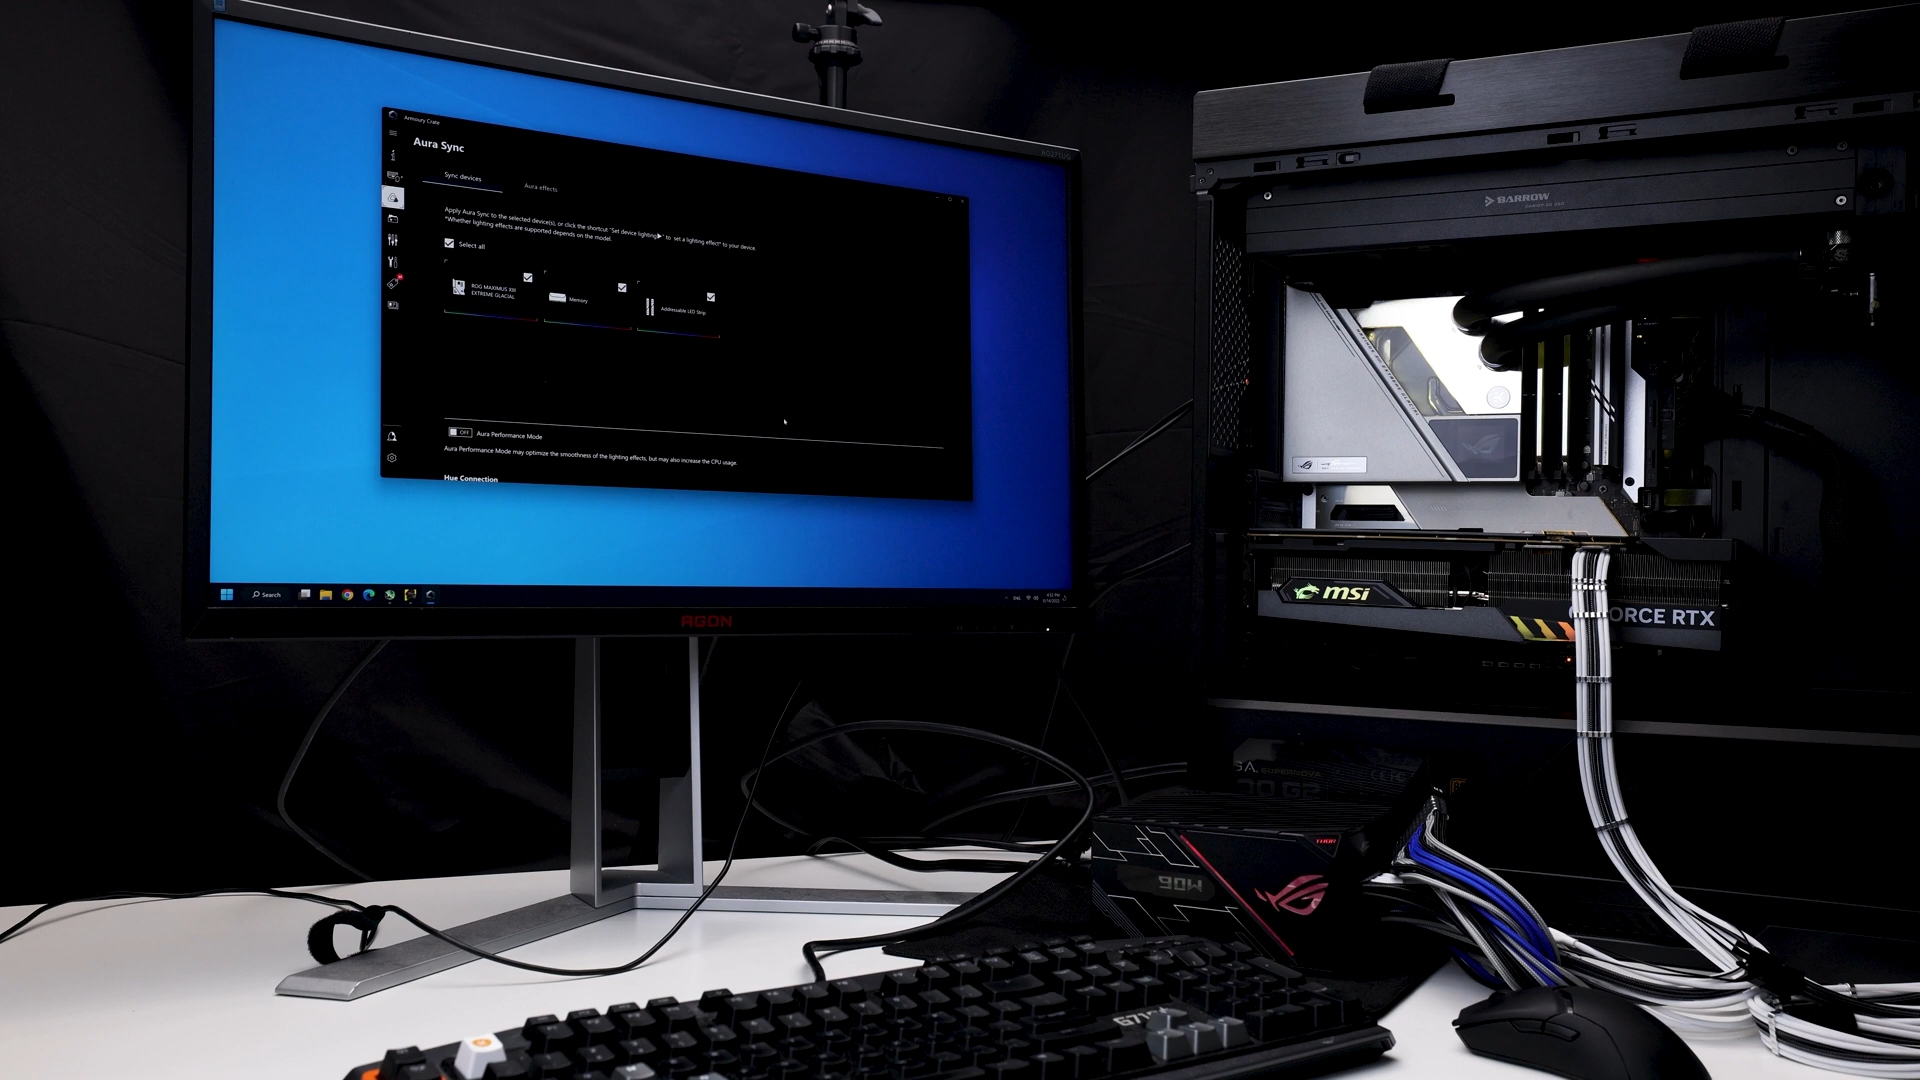 Armoury Crate
Aura Sync
Sync devices
Aura effects
Apply Aura Sync to the selected device(s), or click the shortcut "Set device lighting" to set a lighting effect* to your device
*Whether lighting effects are supported depends on the model.
Select all
ROG MAXIMUS XIII
EXTREME GLACIAL
Memory
Addressable LED Strip
OFF
Aura Performance Mode
Aura Performance Mode may optimize the smoothness of the lighting effects, but may also increase the CPU usage.
Hue Connection
Search
ENG
AGON
BARROW
msi
FORCE RTX
SUPERNOVA
THOR
90W